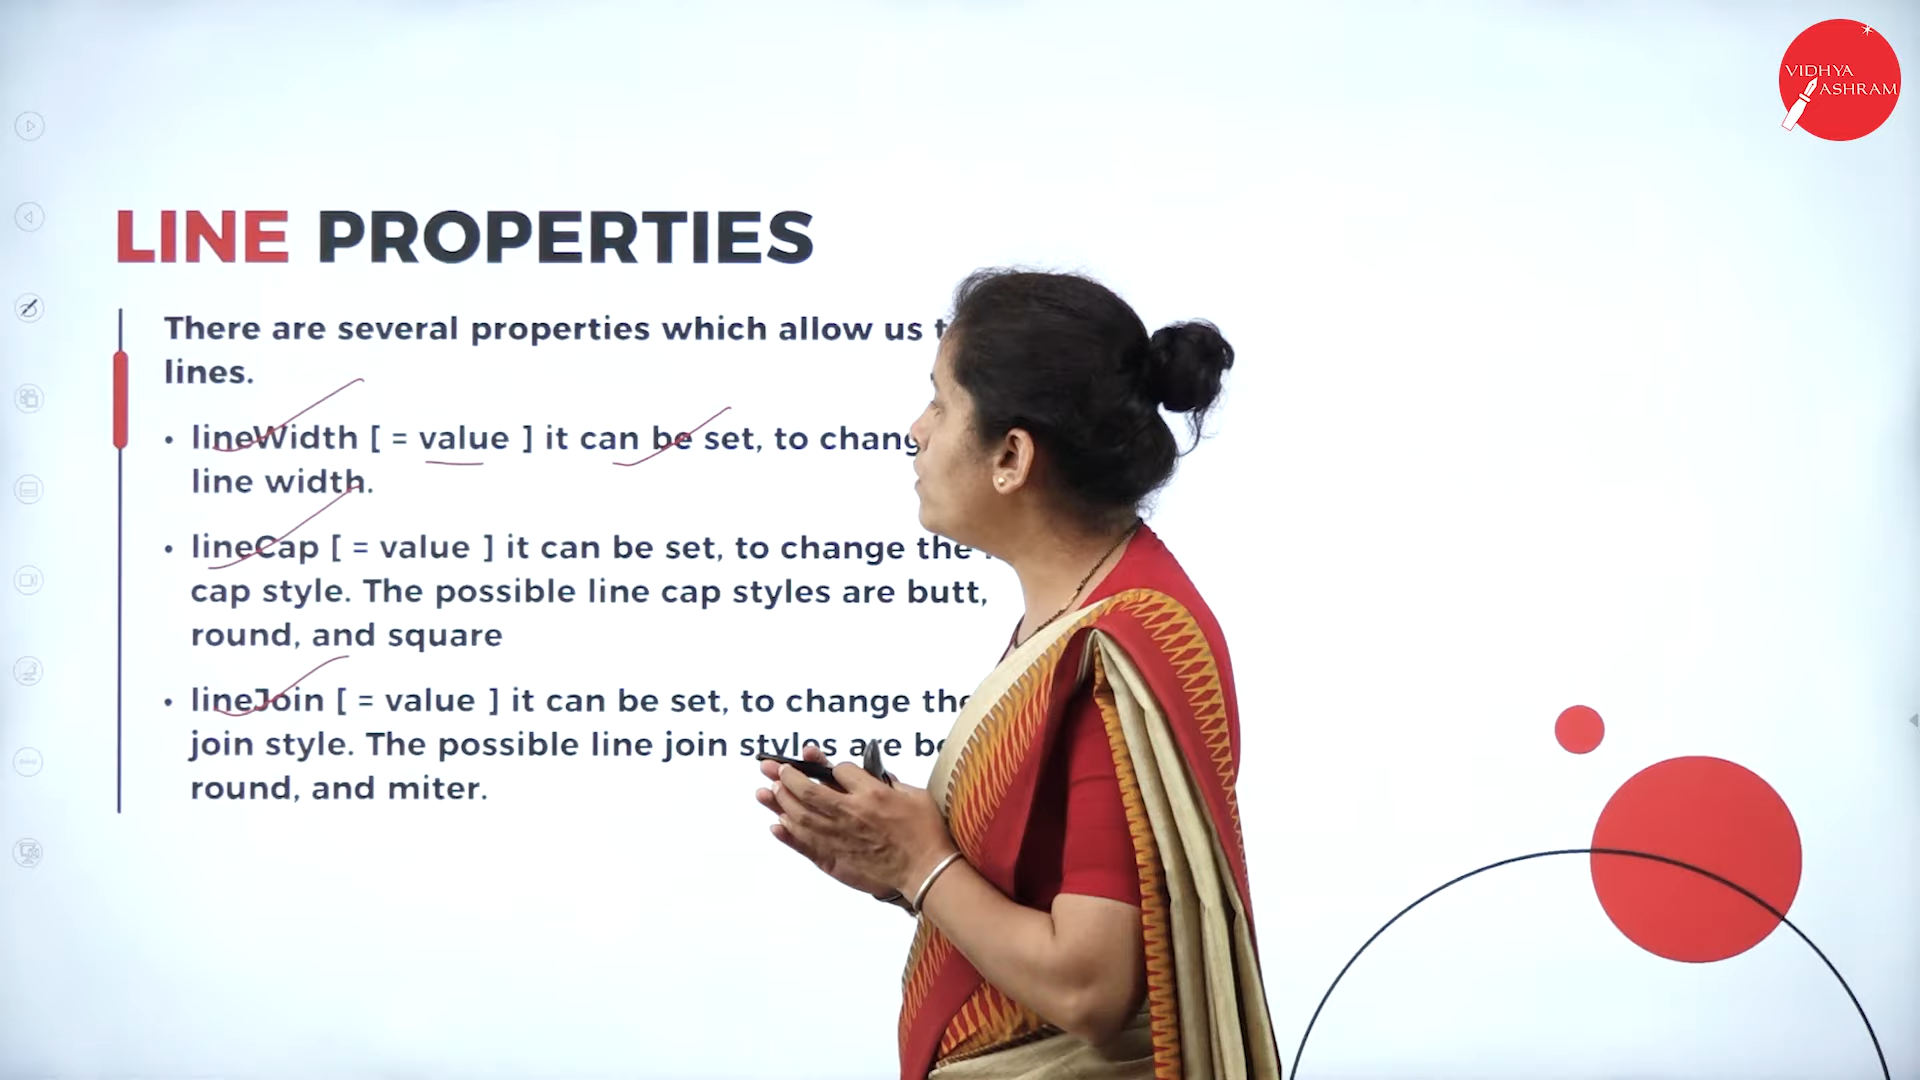 VIDHYA
ASHRAM
LINE PROPERTIES
There are several properties which allow us
lines.
• lineWidth [ = value ] it can be set, to
line width.
• lineCap [ = value ] it can be set, to change the
cap style. The possible line cap styles are butt,
round, and square
• lineJoin [ = value ] it can be set, to change the
join style. The possible line join styles are
round, and miter.